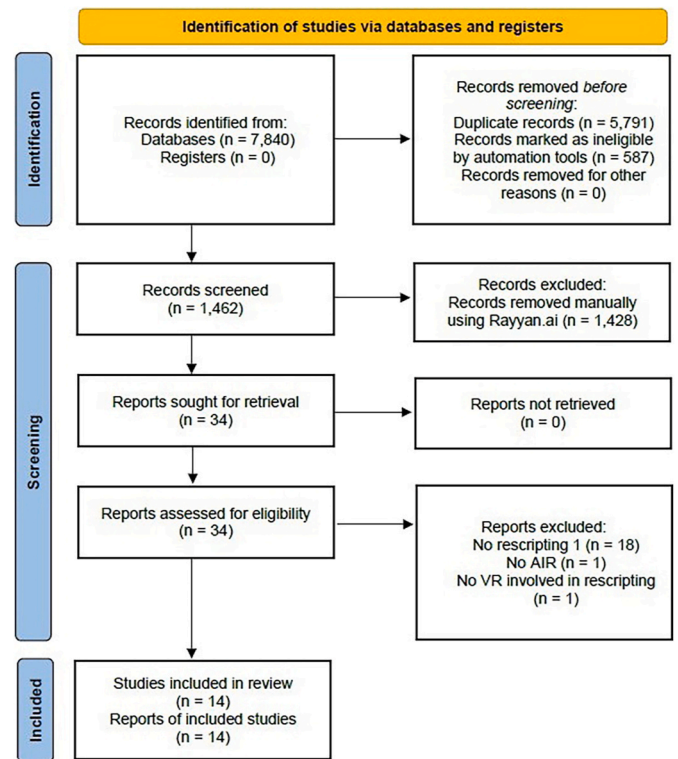 Identification of studies via databases and registers
Identification
Records identified from:
Databases (n = 7,840)
Registers (n = 0)
Records removed before
screening:
Duplicate records (n = 5,791)
Records marked as ineligible
by automation tools (n = 587)
Records removed for other
reasons (n = 0)
Screening
Records screened
(n = 1,462)
Records excluded:
Records removed manually
using Rayyan.ai (n = 1,428)
Reports sought for retrieval
(n = 34)
Reports not retrieved
(n = 0)
Reports assessed for eligibility
(n = 34)
Reports excluded:
No rescripting 1 (n = 18)
No AIR (n = 1)
No VR involved in rescripting
(n = 1)
Included
Studies included in review
(n = 14)
Reports of included studies
(n = 14)